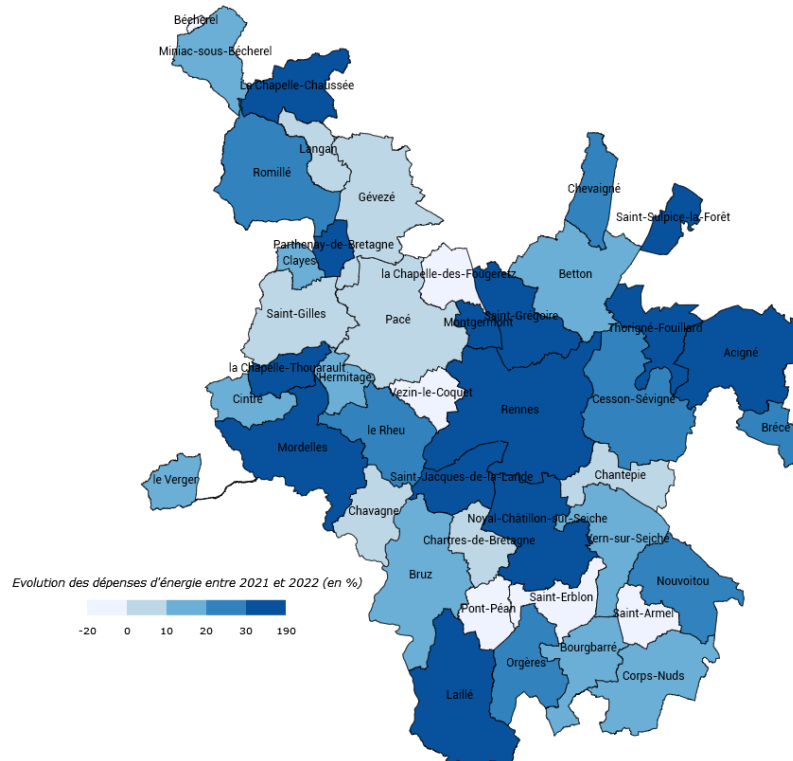 Bécherel
Miniac-sous-Bécherel
La Chapelle-Chaussée
Langan
Romillé
Gévezé
Chevaigné
Saint-Sulpice-la-Forêt
Parthenay-de-Bretagne
Clayes
la Chapelle-des-Fougeretz
Betton
Saint-Gilles
Pacé
Montgermont
Saint-Grégoire
Thorigné-Fouillard
Acigné
la Chapelle-Thouarault
l'Hermitage
Cintré
Vezin-le-Coquet
Rennes
Cesson-Sévigné
Brécé
le Rheu
Mordelles
le Verger
Saint-Jacques-de-la-Lande
Chantepie
Chavagne
Noyal-Châtillon-sur-Seiche
Chartres-de-Bretagne
Vern-sur-Seiche
Bruz
Nouvoitou
Evolution des dépenses d'énergie entre 2021 et 2022 (en %)
-20 0 10 20 30 190
Pont-Péan
Saint-Erblon
Saint-Armel
Bourgbarré
Orgères
Corps-Nuds
Laillé